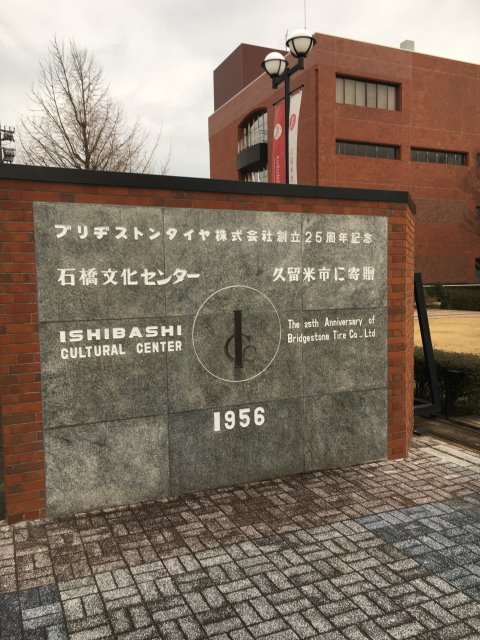 ブリヂストンタイヤ株式会社創立25周年記念
石橋文化センター 久留米市に寄贈
ISHIBASHI
CULTURAL CENTER
The 25th Anniversary of
Bridgestone Tire Co., Ltd
1956